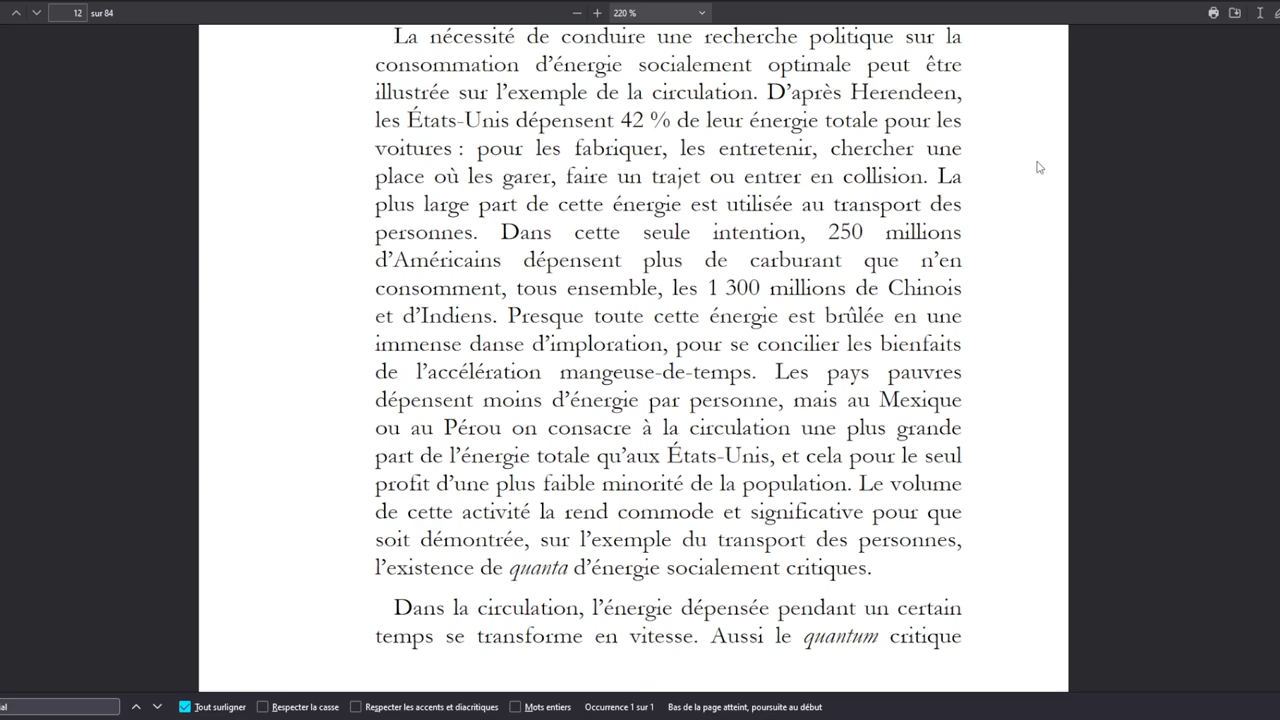 12 sur 84
220 %
La nécessité de conduire une recherche politique sur la
consommation d’énergie socialement optimale peut être
illustrée sur l’exemple de la circulation. D’après Herendeen,
les États-Unis dépensent 42 % de leur énergie totale pour les
voitures : pour les fabriquer, les entretenir, chercher une
place où les garer, faire un trajet ou entrer en collision. La
plus large part de cette énergie est utilisée au transport des
personnes. Dans cette seule intention, 250 millions
d’Américains dépensent plus de carburant que n’en
consomment, tous ensemble, les 1 300 millions de Chinois
et d’Indiens. Presque toute cette énergie est brûlée en une
immense danse d’imploration, pour se concilier les bienfaits
de l’accélération mangeuse-de-temps. Les pays pauvres
dépensent moins d’énergie par personne, mais au Mexique
ou au Pérou on consacre à la circulation une plus grande
part de l’énergie totale qu’aux États-Unis, et cela pour le seul
profit d’une plus faible minorité de la population. Le volume
de cette activité la rend commode et significative pour que
soit démontrée, sur l’exemple du transport des personnes,
l’existence de quanta d’énergie socialement critiques.
Dans la circulation, l’énergie dépensée pendant un certain
temps se transforme en vitesse. Aussi le quantum critique
ial Tout surligner Respecter la casse Respecter les accents et diacritiques Mots entiers Occurrence 1 sur 1 Bas de la page atteint, poursuite au début